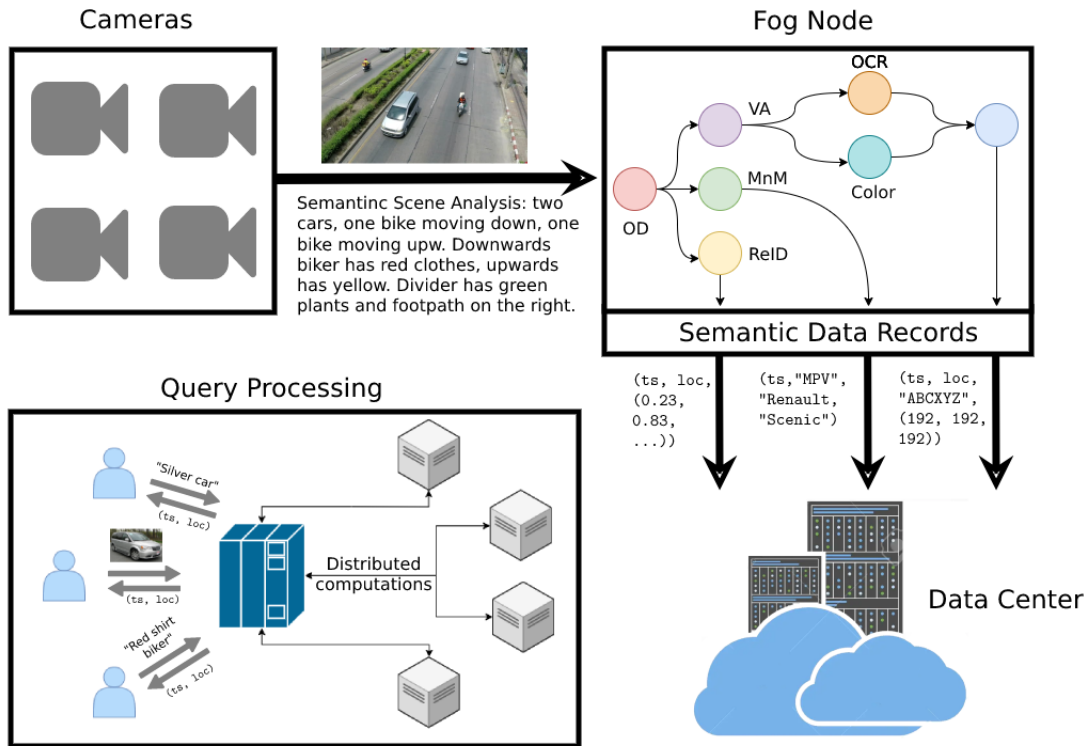 Cameras
Semantinc Scene Analysis: two
cars, one bike moving down, one
bike moving upw. Downwards
biker has red clothes, upwards
has yellow. Divider has green
plants and footpath on the right.
Fog Node
OD
VA
MnM
ReID
OCR
Color
Semantic Data Records
(ts, loc,
(0.23,
0.83,
...))
(ts,"MPV",
"Renault,
"Scenic")
(ts, loc,
"ABCXYZ",
(192, 192,
192))
Data Center
Query Processing
"Silver car"
(ts, loc)
(ts, loc)
"Red shirt
biker"
(ts, loc)
Distributed
computations